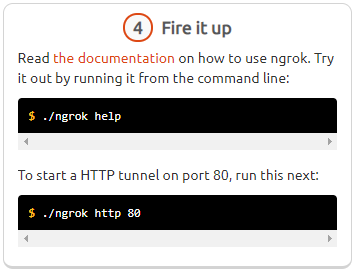 4 Fire it up
Read the documentation on how to use ngrok. Try
it out by running it from the command line:
$ ./ngrok help
To start a HTTP tunnel on port 80, run this next:
$ ./ngrok http 80